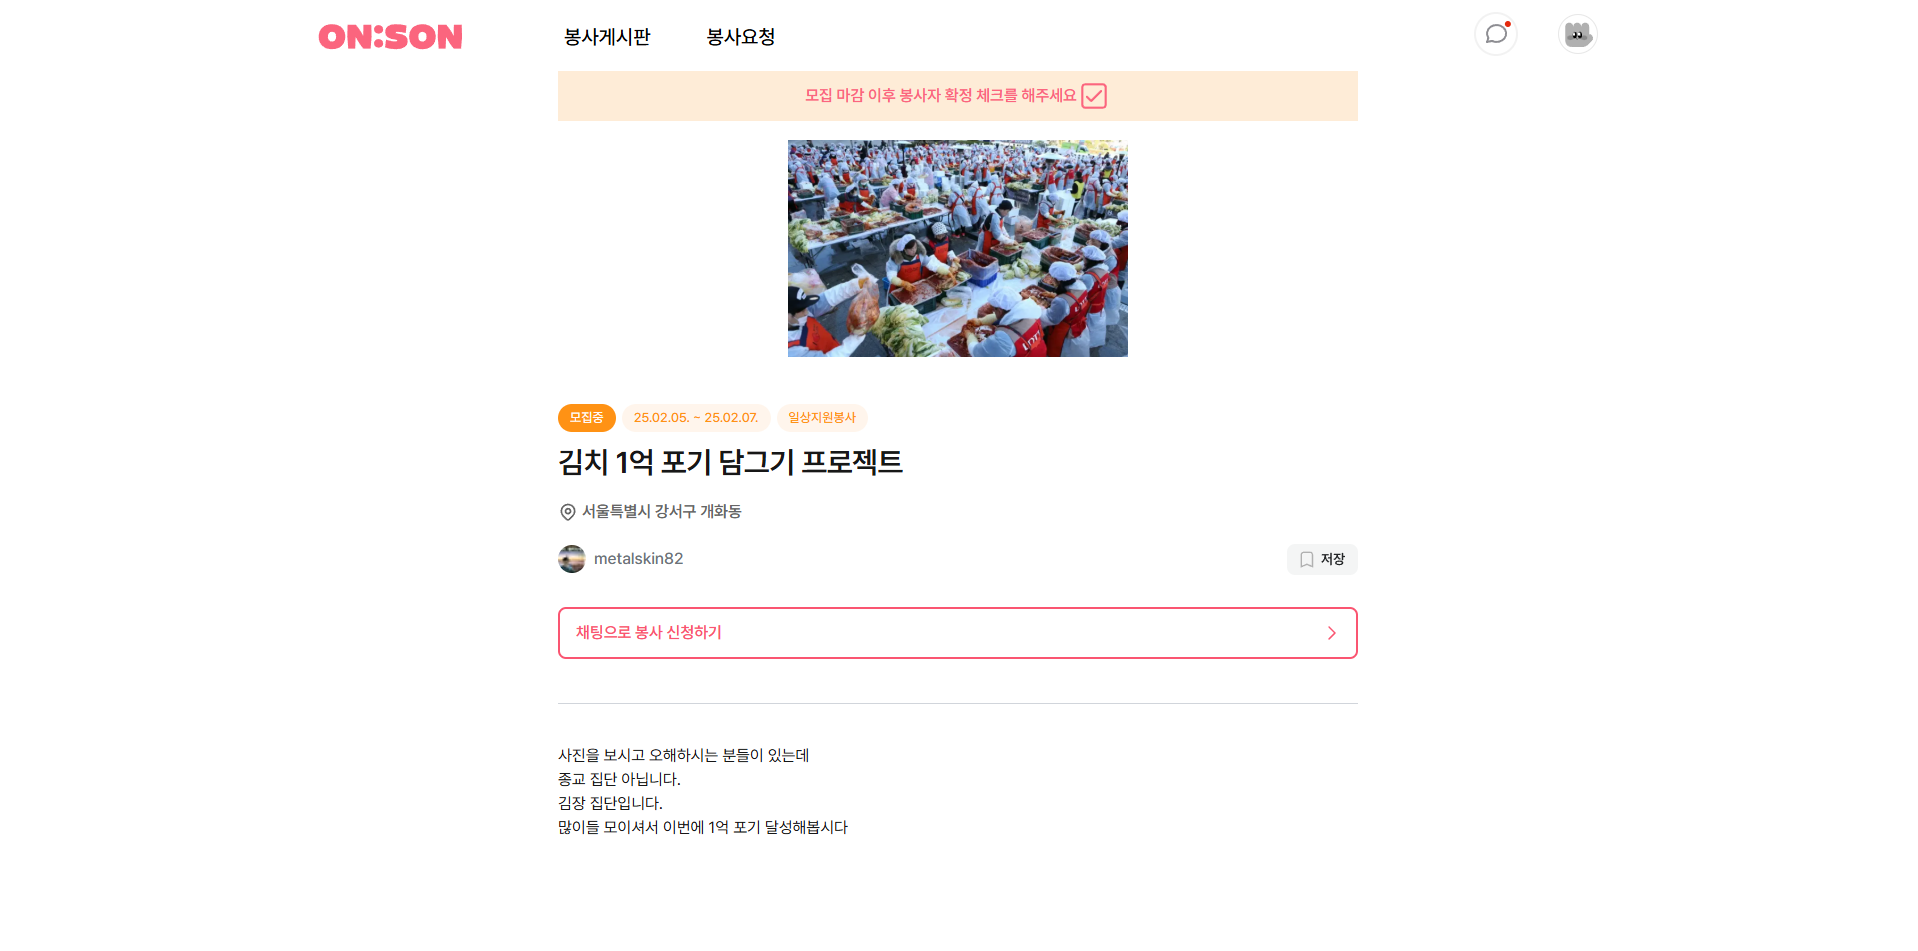 ON:SON
봉사게시판
봉사요청
모집 마감 이후 봉사자 확정 체크를 해주세요
모집중
25.02.05. ~ 25.02.07.
일상지원봉사
김치 1억 포기 담그기 프로젝트
서울특별시 강서구 개화동
metalskin82
저장
채팅으로 봉사 신청하기
사진을 보시고 오해하시는 분들이 있는데
종교 집단 아닙니다.
김장 집단입니다.
많이들 모이셔서 이번에 1억 포기 달성해봅시다